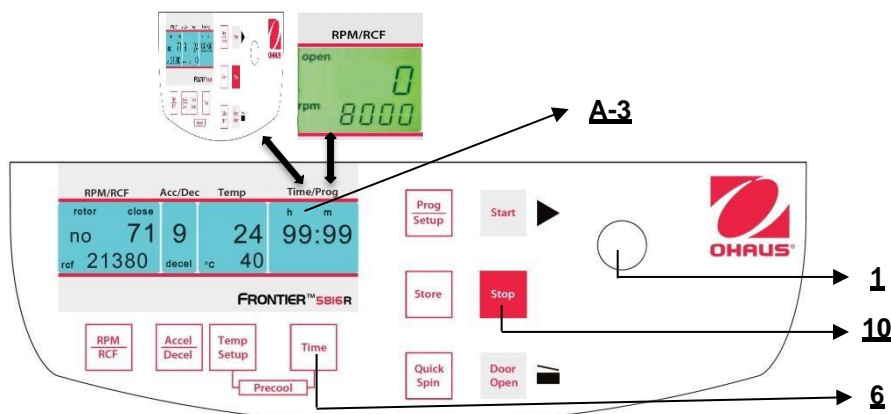 RPM/RCF
open
0
rpm 8000
A-3
RPM/RCF Acc/Dec Temp Time/Prog
rotor close h m
no 71 9 24 99:99
rcf 21380 decel °C 40
FRONTIER™ 5816R
Prog
Setup
Start
OHAUS®
1
Store
Stop
10
RPM
RCF
Accel
Decel
Temp
Setup
Time
Precool
Quick
Spin
Door
Open
6